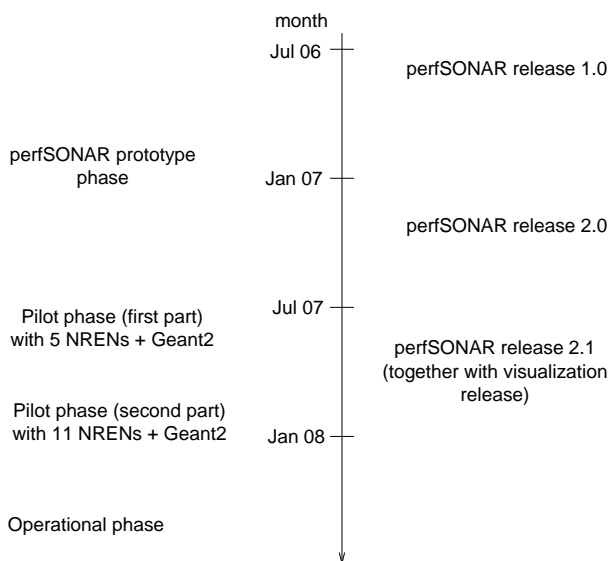 month
Jul 06
perfSONAR release 1.0
perfSONAR prototype
phase
Jan 07
perfSONAR release 2.0
Jul 07
Pilot phase (first part)
with 5 NRENs + Geant2
perfSONAR release 2.1
(together with visualization
release)
Pilot phase (second part)
with 11 NRENs + Geant2
Jan 08
Operational phase